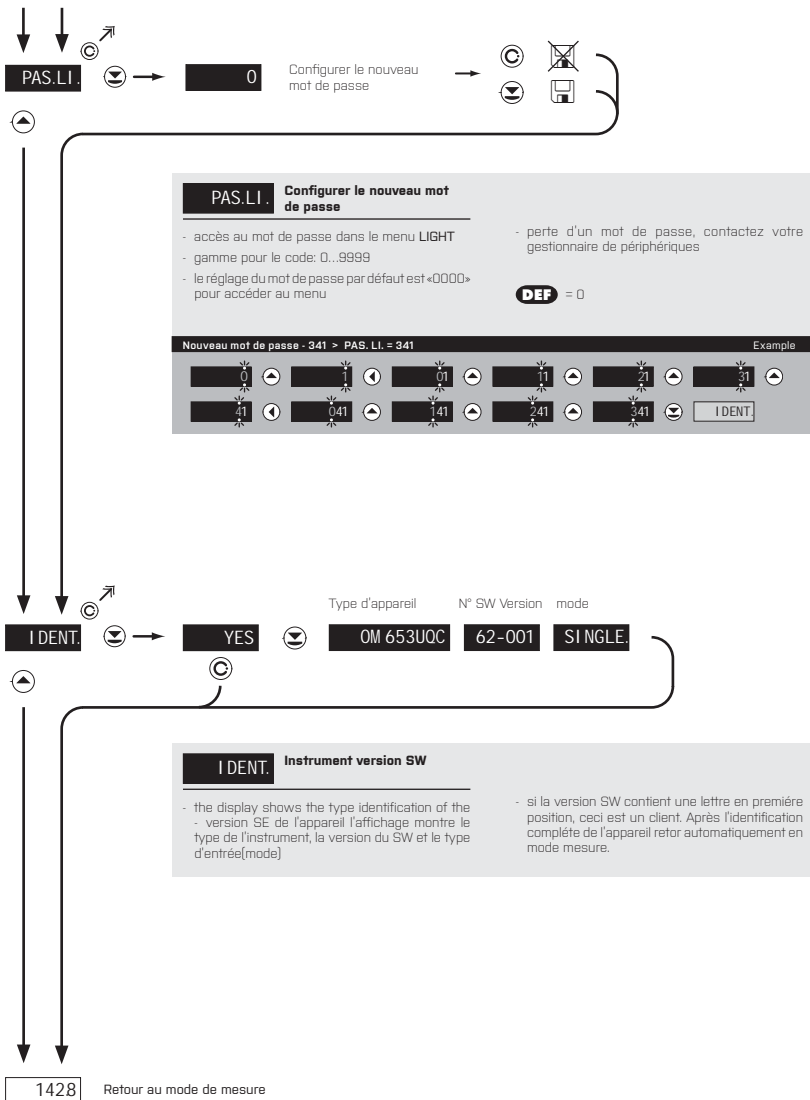 PAS.LI.
0
Configurer le nouveau
mot de passe
PAS.LI.
Configurer le nouveau mot
de passe
- accès au mot de passe dans le menu LIGHT
- gamme pour le code: 0...9999
- le réglage du mot de passe par défaut est «0000»
pour accéder au menu
- perte d'un mot de passe, contactez votre
gestionnaire de périphériques
DEF = 0
Nouveau mot de passe - 341 > PAS. LI. = 341 Example
0 1 01 11 21 31
41 041 141 241 341 IDENT.
Type d'appareil N° SW Version mode
IDENT. YES OM 653UQC 62-001 SINGLE.
IDENT.
Instrument version SW
- the display shows the type identification of the
- version SE de l'appareil l'affichage montre le
type de l'instrument, la version du SW et le type
d'entrée(mode)
- si la version SW contient une lettre en premiére
position, ceci est un client. Après l'identification
compléte de l'appareil retor automatiquement en
mode mesure.
142.8 Retour au mode de mesure